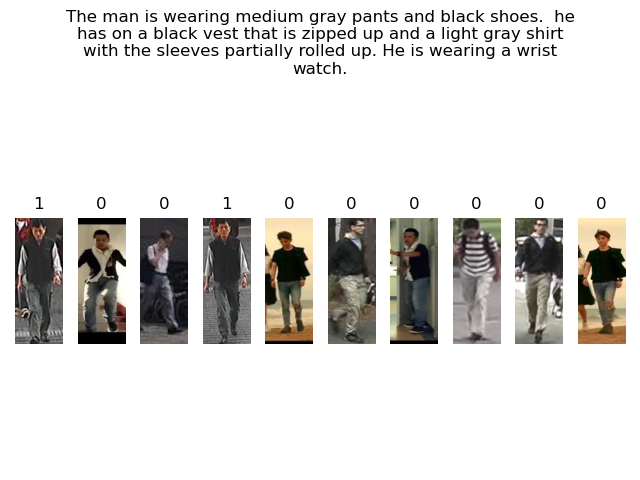 The man is wearing medium gray pants and black shoes.  he
has on a black vest that is zipped up and a light gray shirt
with the sleeves partially rolled up. He is wearing a wrist
watch.
1 0 0 1 0 0 0 0 0 0